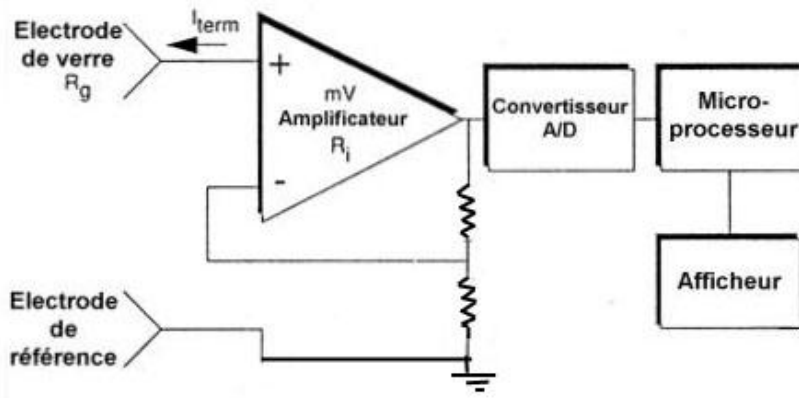 Electrode
de verre
Rg
Iterm
+
mV
Amplificateur
Ri
-
Convertisseur
A/D
Micro-
processeur
Afficheur
Electrode
de
référence